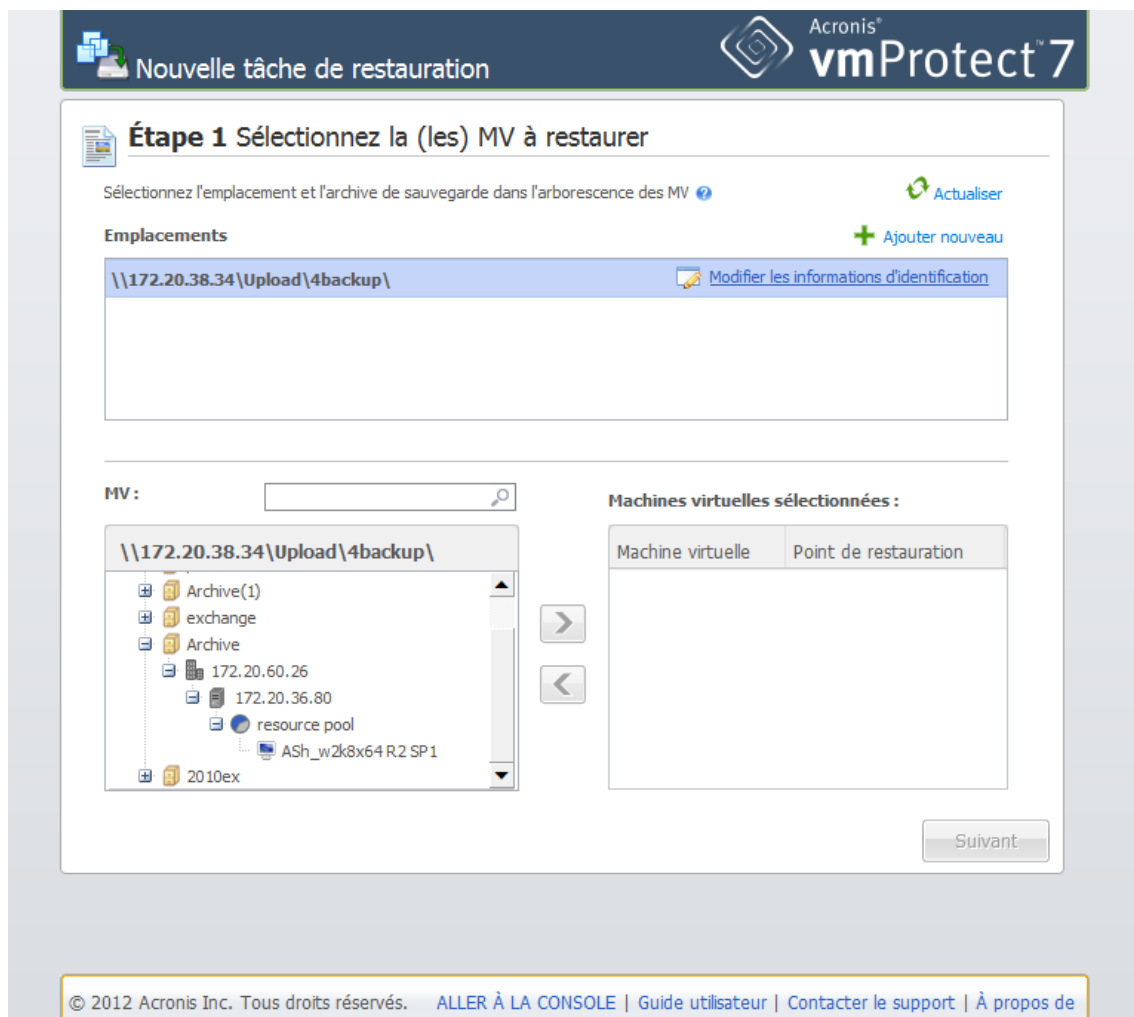 Nouvelle tâche de restauration
Acronis®
vmProtect™7
Étape 1 Sélectionnez la (les) MV à restaurer
Sélectionnez l'emplacement et l'archive de sauvegarde dans l'arborescence des MV ?
Actualiser
Emplacements
Ajouter nouveau
\\172.20.38.34\Upload\4backup\
Modifier les informations d'identification
MV :
Machines virtuelles sélectionnées :
\\172.20.38.34\Upload\4backup\
Machine virtuelle Point de restauration
Archive(1)
exchange
Archive
172.20.60.26
172.20.36.80
resource pool
ASh_w2k8x64 R2 SP1
2010ex
Suivant
© 2012 Acronis Inc. Tous droits réservés. ALLER À LA CONSOLE | Guide utilisateur | Contacter le support | À propos de